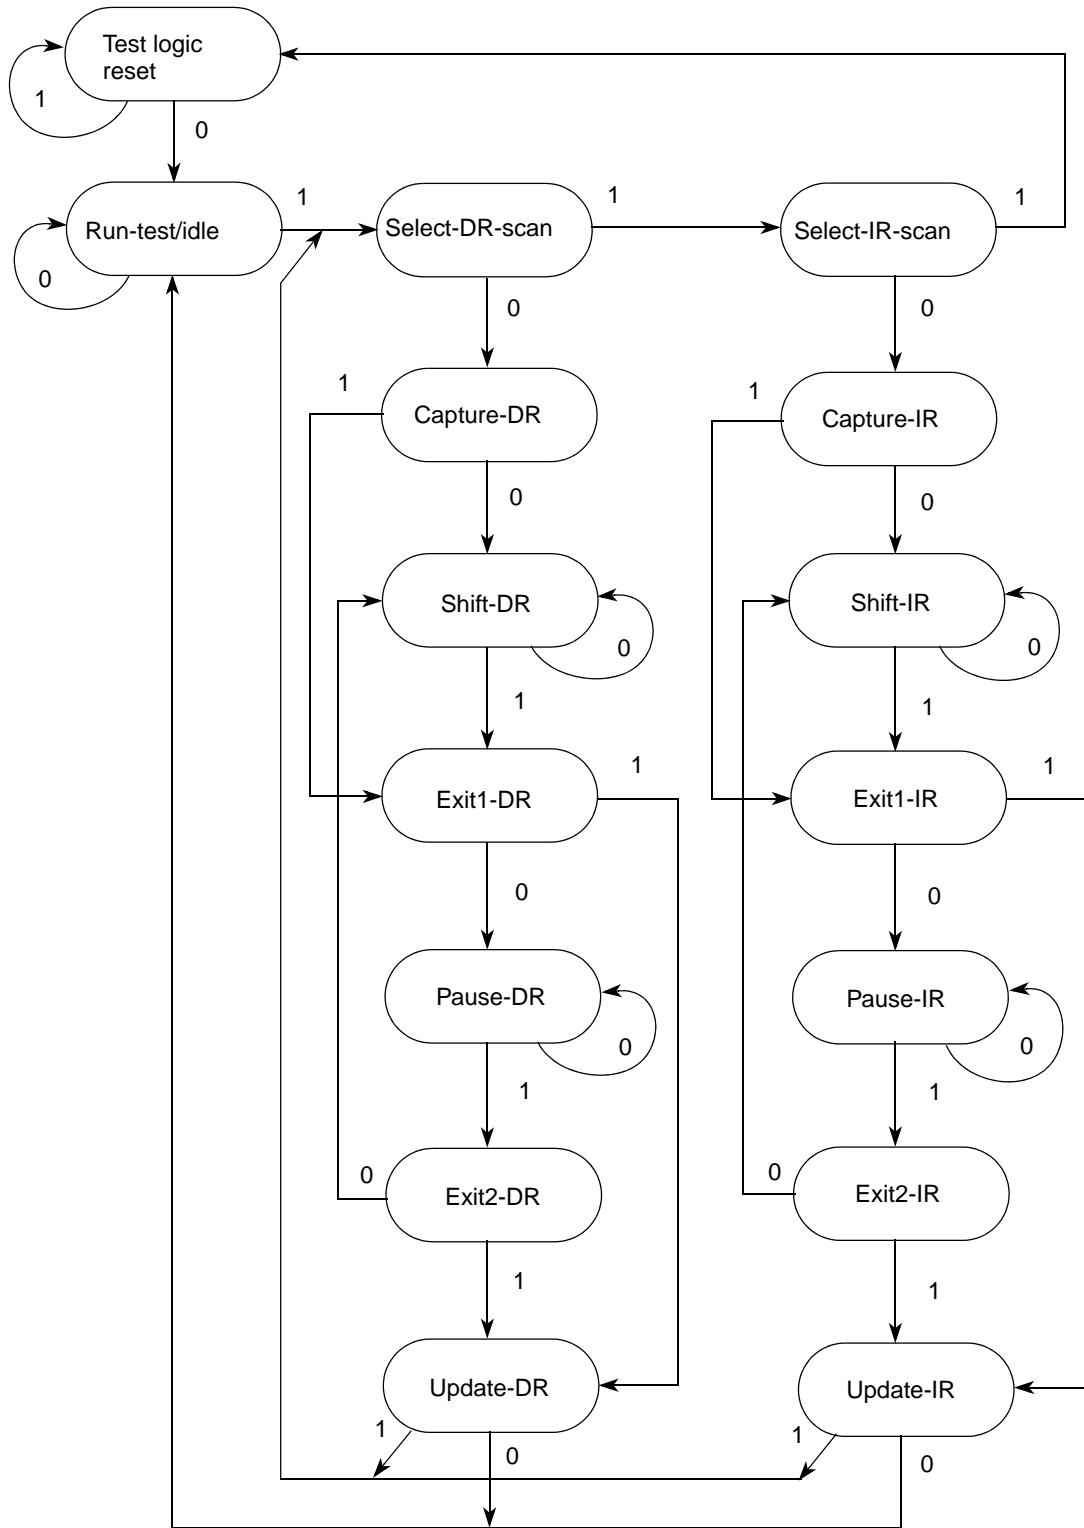 Test logic
reset
1
0
Run-test/idle
1
Select-DR-scan
1
Select-IR-scan
1
0
0
0
1
Capture-DR
1
Capture-IR
0
0
Shift-DR
0
Shift-IR
0
1
1
Exit1-DR
1
Exit1-IR
1
0
0
Pause-DR
0
Pause-IR
0
1
1
0
Exit2-DR
0
Exit2-IR
1
1
Update-DR
Update-IR
1
0
1
0